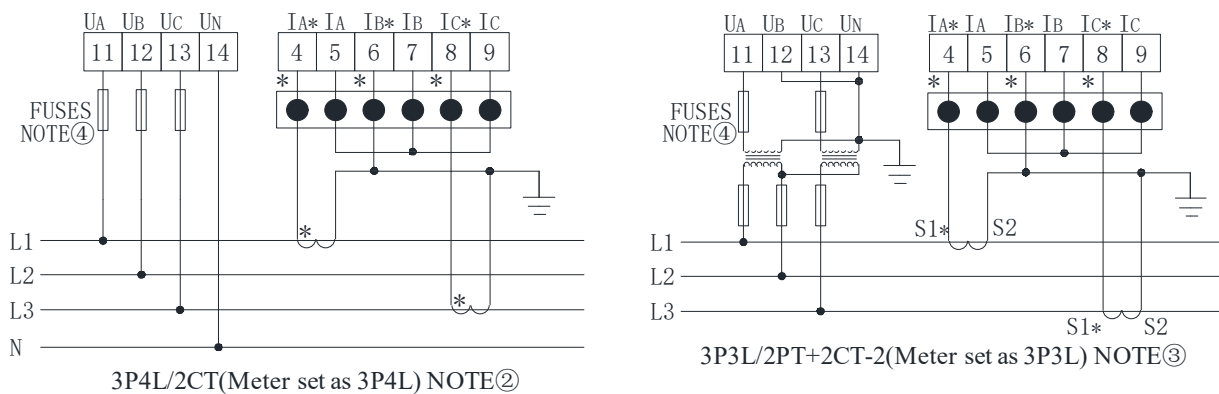 UA UB UC UN IA* IA IB* IB IC* IC
11 12 13 14 4 5 6 7 8 9
* * *
FUSES
NOTE④
*
L1
L2
*
L3
N
3P4L/2CT(Meter set as 3P4L) NOTE②
UA UB UC UN IA* IA IB* IB IC* IC
11 12 13 14 4 5 6 7 8 9
* * *
FUSES
NOTE④
S1* S2
L1
L2
L3
S1* S2
3P3L/2PT+2CT-2(Meter set as 3P3L) NOTE③